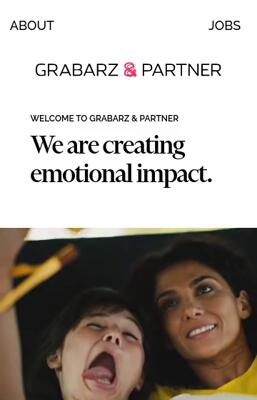 ABOUT JOBS
GRABARZ & PARTNER
WELCOME TO GRABARZ & PARTNER
We are creating
emotional impact.